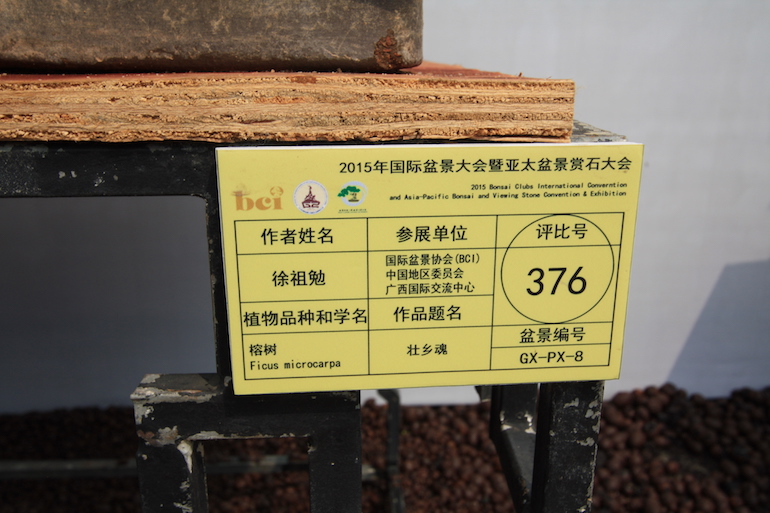 2015年国际盆景大会暨亚太盆景赏石大会
2015 Bonsai Clubs International Converntion
and Asia-Pacific Bonsai and Viewing Stone Convention & Exhibition
bci
作者姓名
参展单位
评比号
徐祖勉
国际盆景协会(BCI)
中国地区委员会
广西国际交流中心
376
植物品种和学名
作品题名
盆景编号
榕树
Ficus microcarpa
壮乡魂
GX-PX-8